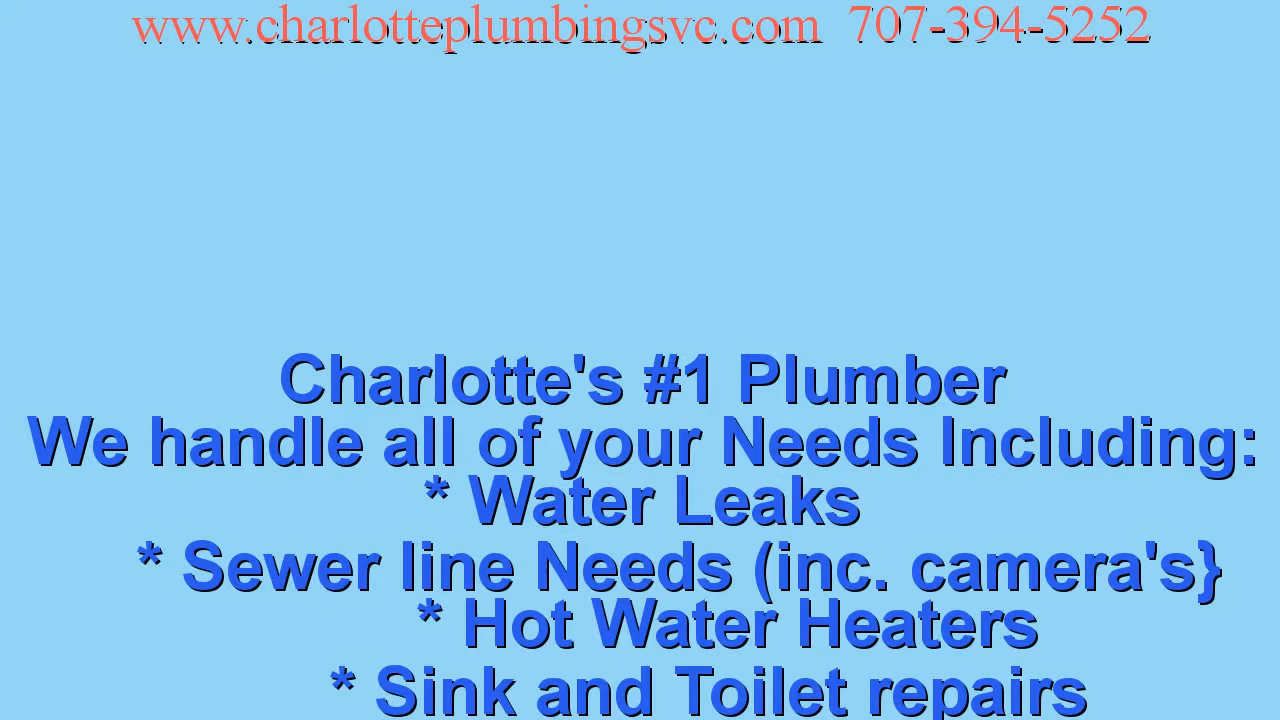 www.charlotteplumbingsvc.com 707-394-5252
Charlotte's #1 Plumber
We handle all of your Needs Including:
* Water Leaks
* Sewer line Needs (inc. camera's}
* Hot Water Heaters
* Sink and Toilet repairs